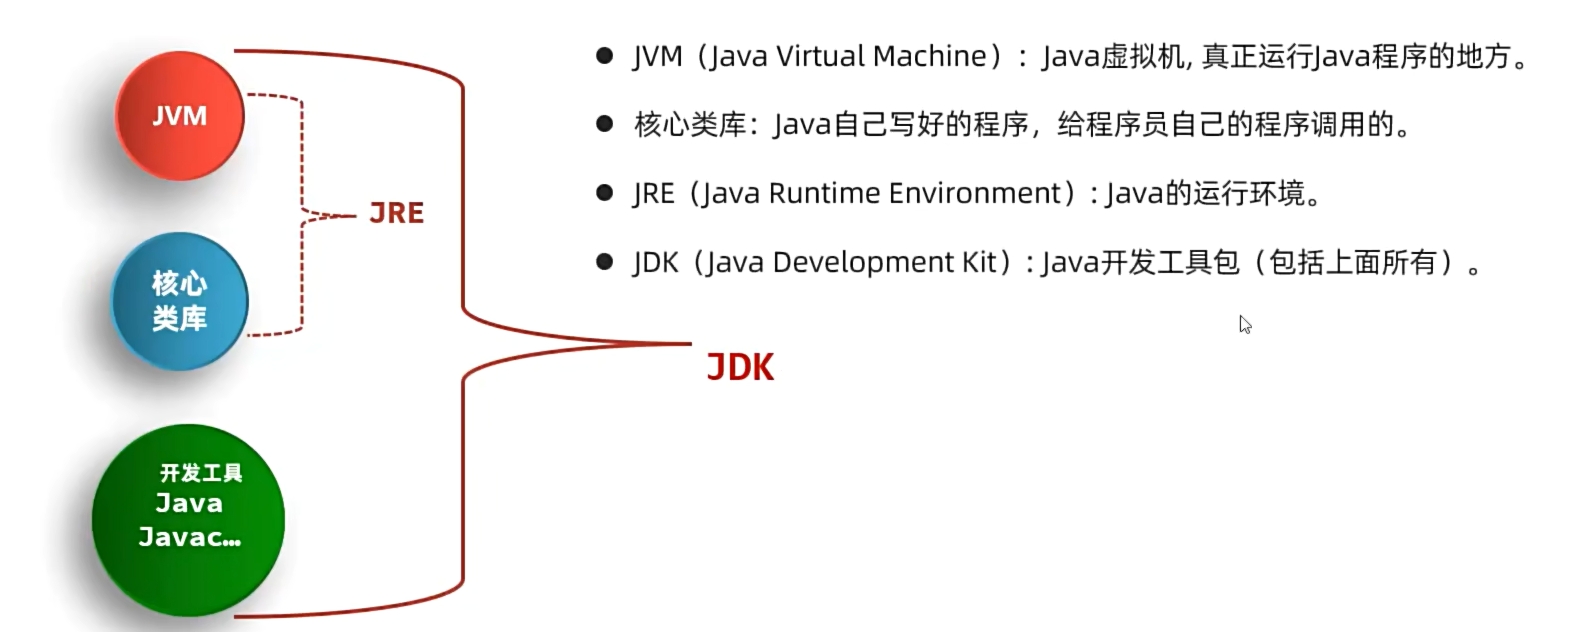 JVM
核心
类库
JRE
开发工具
Java
Javac...
JDK
JVM（Java Virtual Machine）：Java虚拟机, 真正运行Java程序的地方。
核心类库：Java自己写好的程序，给程序员自己的程序调用的。
JRE（Java Runtime Environment）: Java的运行环境。
JDK（Java Development Kit）: Java开发工具包（包括上面所有）。